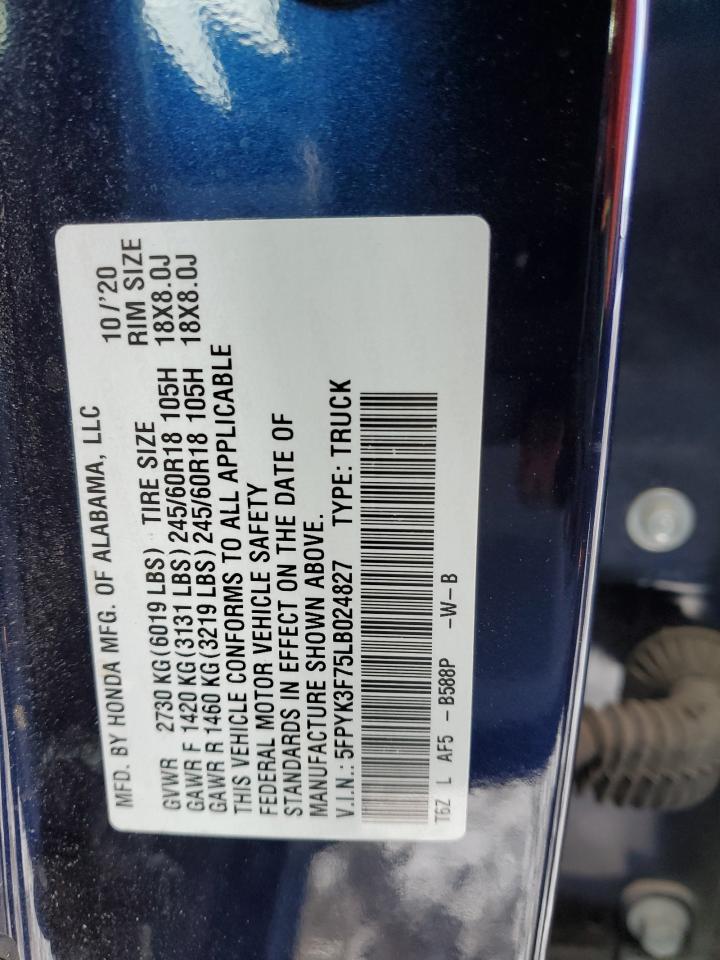 MFD. BY HONDA MFG. OF ALABAMA, LLC 10/'20
GVWR 2730 KG(6019 LBS) TIRE SIZE RIM SIZE
GAWR F 1420 KG(3131 LBS)245/60R18 105H 18X8.0J
GAWR R 1460 KG(3219 LBS)245/60R18 105H 18X8.0J
THIS VEHICLE CONFORMS TO ALL APPLICABLE
FEDERAL MOTOR VEHICLE SAFETY
STANDARDS IN EFFECT ON THE DATE OF
MANUFACTURE SHOWN ABOVE.
V.I.N.: 5FPYK3F75LB024827 TYPE: TRUCK
T6Z L AF5 - B588P -W-B